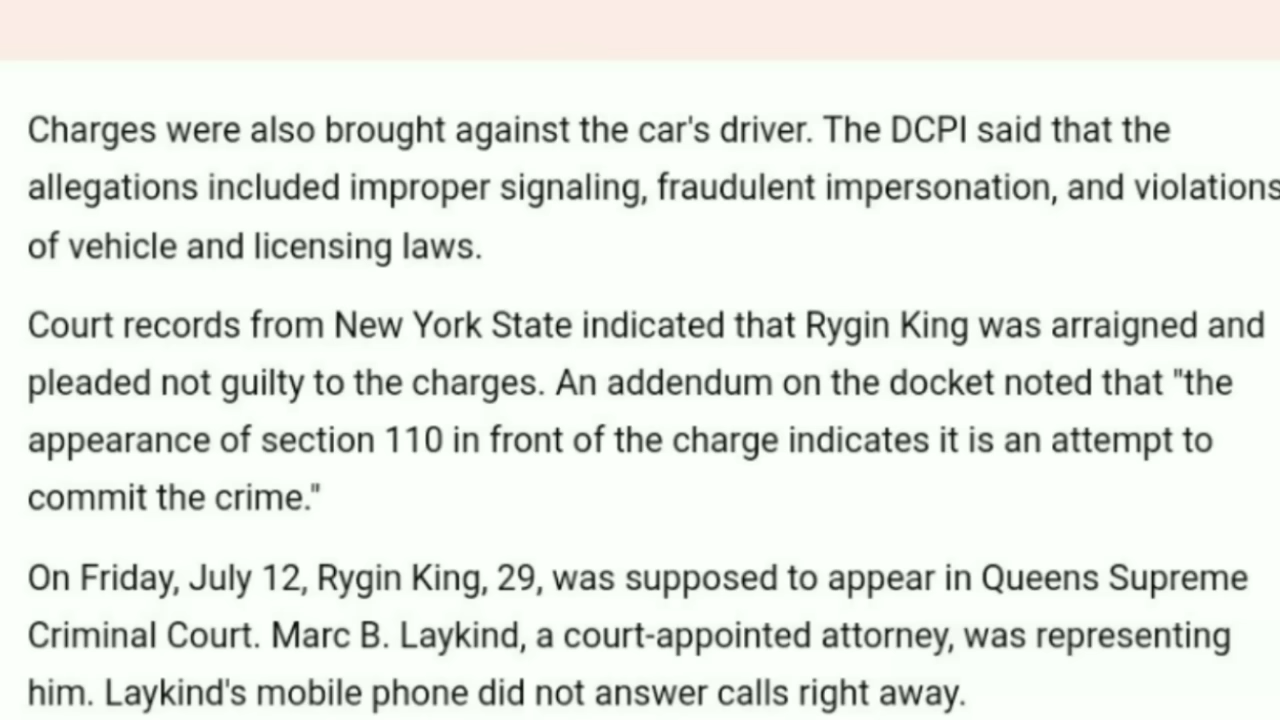 Charges were also brought against the car's driver. The DCPI said that the
allegations included improper signaling, fraudulent impersonation, and violations
of vehicle and licensing laws.
Court records from New York State indicated that Rygin King was arraigned and
pleaded not guilty to the charges. An addendum on the docket noted that "the
appearance of section 110 in front of the charge indicates it is an attempt to
commit the crime."
On Friday, July 12, Rygin King, 29, was supposed to appear in Queens Supreme
Criminal Court. Marc B. Laykind, a court-appointed attorney, was representing
him. Laykind's mobile phone did not answer calls right away.